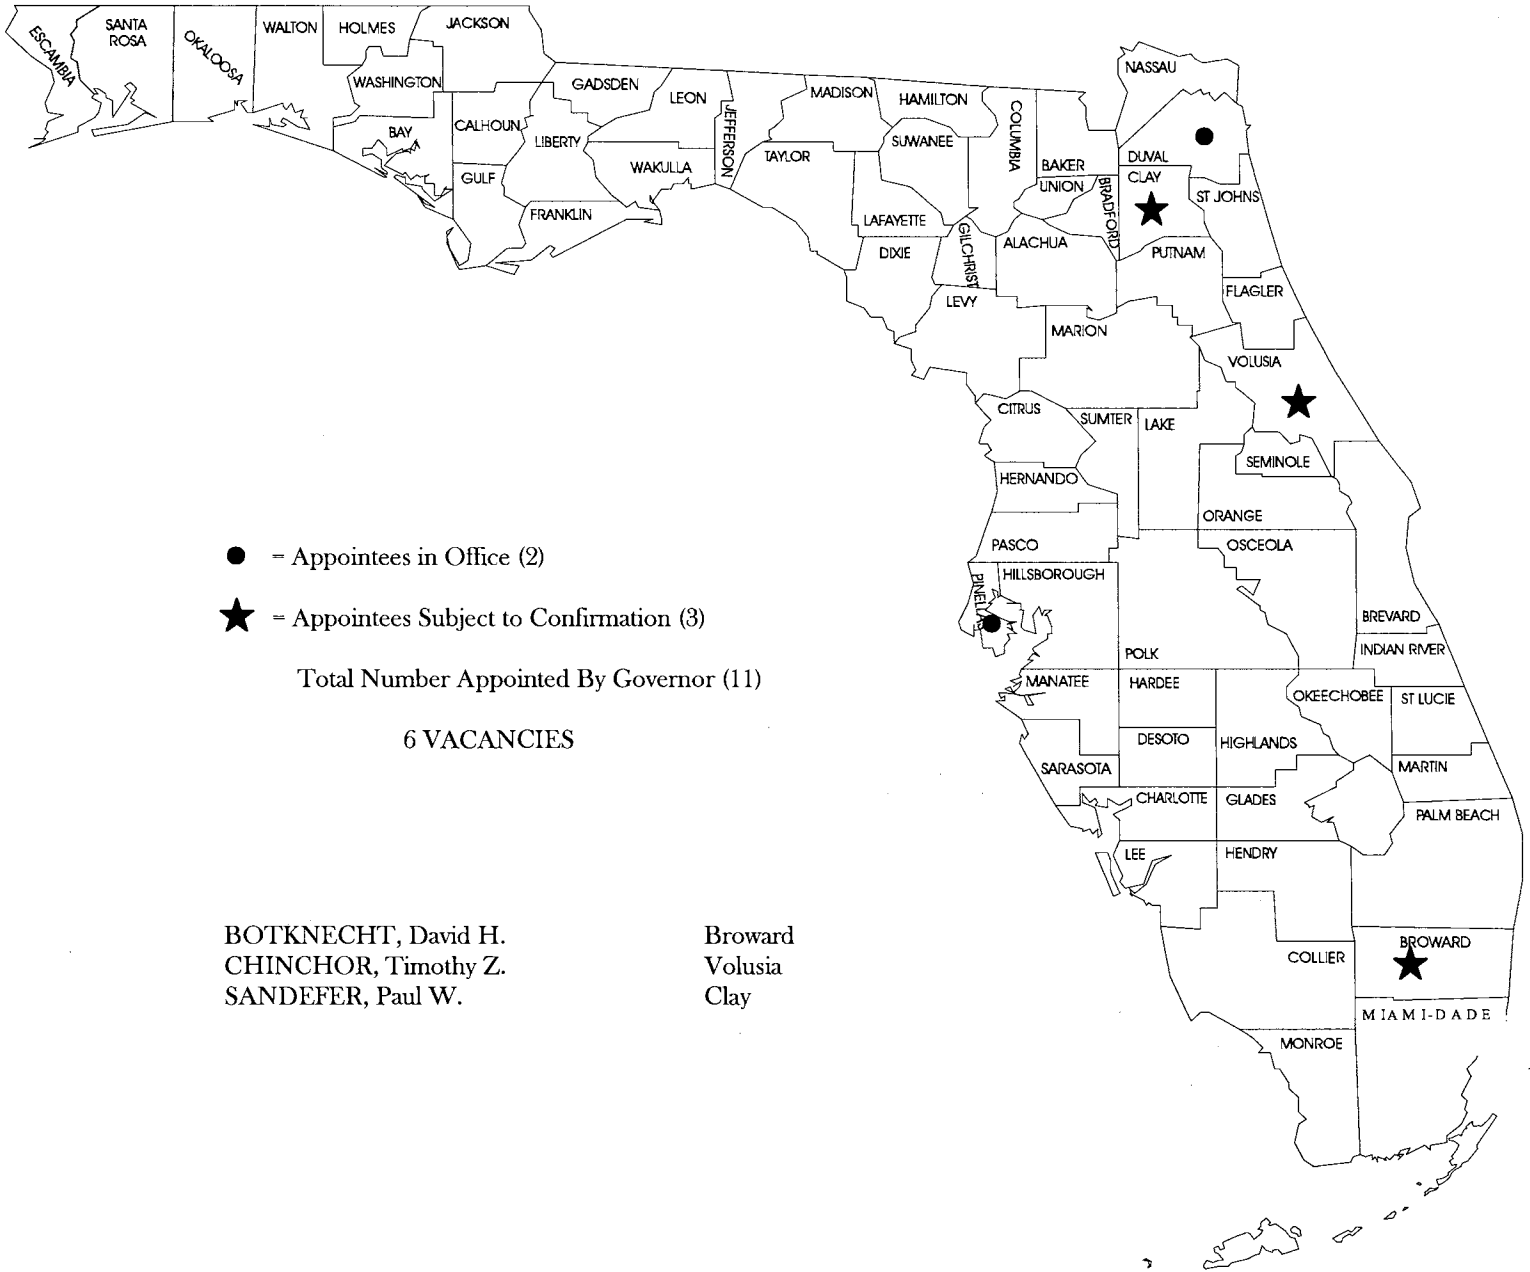 ESCAMBIA
SANTA
ROSA
OKALOOSA
WALTON
HOLMES
JACKSON
WASHINGTON
BAY
CALHOUN
GULF
GADSDEN
LIBERTY
FRANKLIN
LEON
WAKULLA
JEFFERSON
MADISON
TAYLOR
HAMILTON
SUWANEE
LAFAYETTE
DIXIE
COLUMBIA
GILCHRIST
LEVY
BAKER
UNION
BRADFORD
ALACHUA
NASSAU
DUVAL
CLAY
ST JOHNS
PUTNAM
FLAGLER
MARION
VOLUSIA
CITRUS
SUMTER
LAKE
SEMINOLE
HERNANDO
ORANGE
PASCO
OSCEOLA
PINELLAS
HILLSBOROUGH
POLK
BREVARD
INDIAN RIVER
MANATEE
HARDEE
OKEECHOBEE
ST LUCIE
DESOTO
HIGHLANDS
SARASOTA
MARTIN
CHARLOTTE
GLADES
PALM BEACH
LEE
HENDRY
COLLIER
BROWARD
MIAMI-DADE
MONROE
= Appointees in Office (2)
= Appointees Subject to Confirmation (3)
Total Number Appointed By Governor (11)
6 VACANCIES
BOTKNECHT, David H. Broward
CHINCHOR, Timothy Z. Volusia
SANDEFER, Paul W. Clay